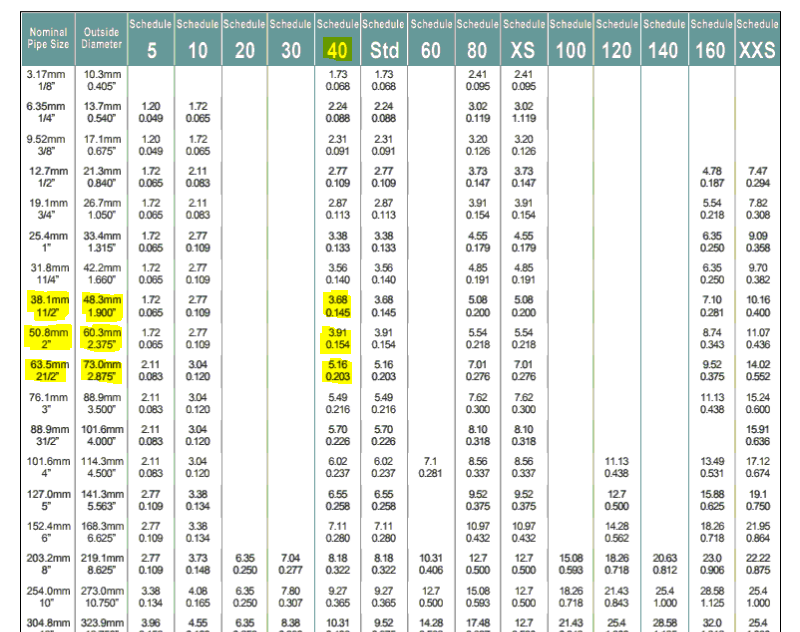 Schedule Schedule Schedule Schedule Schedule Schedule Schedule Schedule Schedule Schedule Schedule Schedule Schedule Schedule
Nominal Outside
Pipe Size Diameter
5 10 20 30 40 Std 60 80 XS 100 120 140 160 XXS
3.17mm 10.3mm 1.73 1.73 2.41 2.41
1/8" 0.405" 0.068 0.068 0.095 0.095
6.35mm 13.7mm 1.20 1.72 2.24 2.24 3.02 3.02
1/4" 0.540" 0.049 0.065 0.088 0.088 0.119 1.119
9.52mm 17.1mm 1.20 1.72 2.31 2.31 3.20 3.20
3/8" 0.675" 0.049 0.065 0.091 0.091 0.126 0.126
12.7mm 21.3mm 1.72 2.11 2.77 2.77 3.73 3.73 4.78 7.47
1/2" 0.840" 0.065 0.083 0.109 0.109 0.147 0.147 0.187 0.294
19.1mm 26.7mm 1.72 2.11 2.87 2.87 3.91 3.91 5.54 7.82
3/4" 1.050" 0.065 0.083 0.113 0.113 0.154 0.154 0.218 0.308
25.4mm 33.4mm 1.72 2.77 3.38 3.38 4.55 4.55 6.35 9.09
1" 1.315" 0.065 0.109 0.133 0.133 0.179 0.179 0.250 0.358
31.8mm 42.2mm 1.72 2.77 3.56 3.56 4.85 4.85 6.35 9.70
11/4" 1.660" 0.065 0.109 0.140 0.140 0.191 0.191 0.250 0.382
38.1mm 48.3mm 1.72 2.77 3.68 3.68 5.08 5.08 7.10 10.16
11/2" 1.900" 0.065 0.109 0.145 0.145 0.200 0.200 0.281 0.400
50.8mm 60.3mm 1.72 2.77 3.91 3.91 5.54 5.54 8.74 11.07
2" 2.375" 0.065 0.109 0.154 0.154 0.218 0.218 0.343 0.436
63.5mm 73.0mm 2.11 3.04 5.16 5.16 7.01 7.01 9.52 14.02
21/2" 2.875" 0.083 0.120 0.203 0.203 0.276 0.276 0.375 0.552
76.1mm 88.9mm 2.11 3.04 5.49 5.49 7.62 7.62 11.13 15.24
3" 3.500" 0.083 0.120 0.216 0.216 0.300 0.300 0.438 0.600
88.9mm 101.6mm 2.11 3.04 5.70 5.70 8.10 8.10 15.91
31/2" 4.000" 0.083 0.120 0.226 0.226 0.318 0.318 0.636
101.6mm 114.3mm 2.11 3.04 6.02 6.02 7.1 8.56 8.56 11.13 13.49 17.12
4" 4.500" 0.083 0.120 0.237 0.237 0.281 0.337 0.337 0.438 0.531 0.674
127.0mm 141.3mm 2.77 3.38 6.55 6.55 9.52 9.52 12.7 15.88 19.1
5" 5.563" 0.109 0.134 0.258 0.258 0.375 0.375 0.500 0.625 0.750
152.4mm 168.3mm 2.77 3.38 7.11 7.11 10.97 10.97 14.28 18.26 21.95
6" 6.625" 0.109 0.134 0.280 0.280 0.432 0.432 0.562 0.718 0.864
203.2mm 219.1mm 2.77 3.73 6.35 7.04 8.18 8.18 10.31 12.7 12.7 15.08 18.26 20.63 23.0 22.22
8" 8.625" 0.109 0.148 0.250 0.277 0.322 0.322 0.406 0.500 0.500 0.593 0.718 0.812 0.906 0.875
254.0mm 273.0mm 3.38 4.08 6.35 7.80 9.27 9.27 12.7 15.08 12.7 18.26 21.43 25.4 28.58 25.4
10" 10.750" 0.134 0.165 0.250 0.307 0.365 0.365 0.500 0.593 0.500 0.718 0.843 1.000 1.125 1.000
304.8mm 323.9mm 3.96 4.55 6.35 8.38 10.31 9.52 14.28 17.48 12.7 21.43 25.4 28.58 32.0 25.4